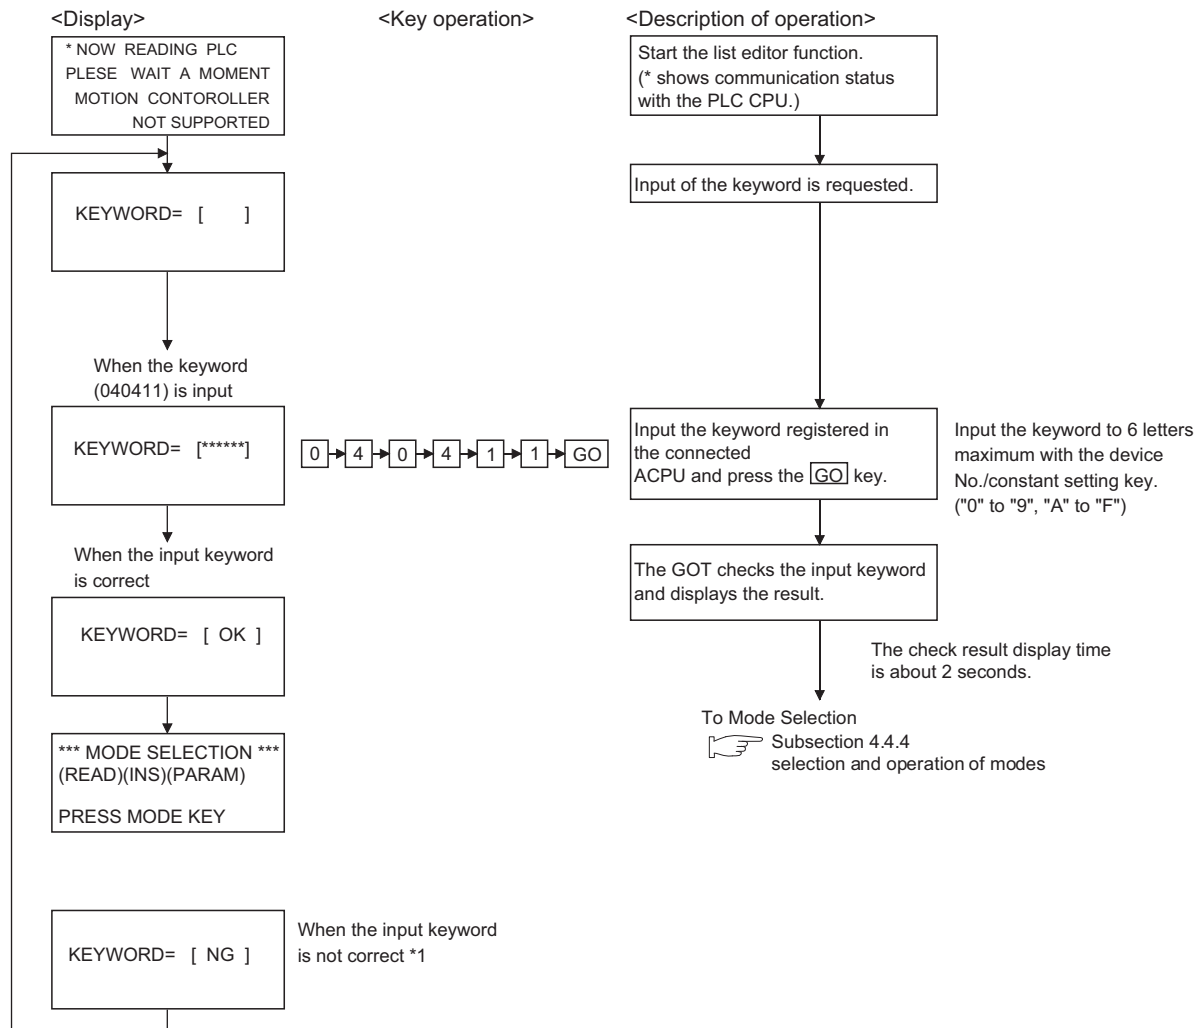 <Display>
<Key operation>
<Description of operation>
* NOW READING PLC
PLESE WAIT A MOMENT
MOTION CONTOROLLER
NOT SUPPORTED
Start the list editor function.
(* shows communication status
with the PLC CPU.)
KEYWORD= [ ]
Input of the keyword is requested.
When the keyword
(040411) is input
KEYWORD= [******]
0 4 0 4 1 1 GO
Input the keyword registered in
the connected
ACPU and press the GO key.
Input the keyword to 6 letters
maximum with the device
No./constant setting key.
("0" to "9", "A" to "F")
When the input keyword
is correct
The GOT checks the input keyword
and displays the result.
KEYWORD= [ OK ]
The check result display time
is about 2 seconds.
To Mode Selection
Subsection 4.4.4
selection and operation of modes
*** MODE SELECTION ***
(READ)(INS)(PARAM)
PRESS MODE KEY
KEYWORD= [ NG ]
When the input keyword
is not correct *1